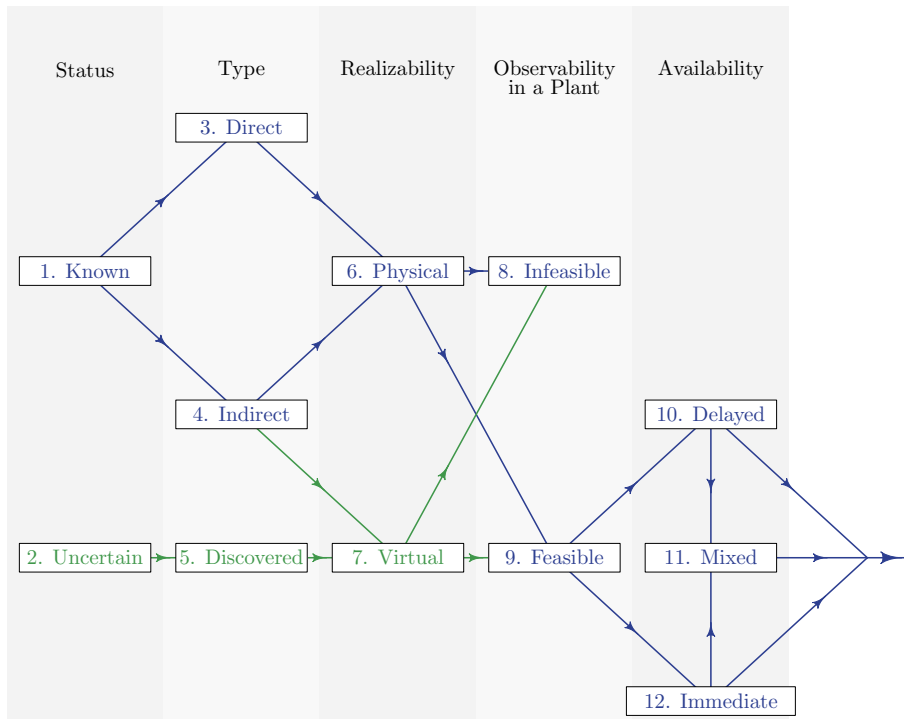 Status
Type
Realizability
Observability
in a Plant
Availability
3. Direct
1. Known
6. Physical
8. Infeasible
4. Indirect
10. Delayed
2. Uncertain
5. Discovered
7. Virtual
9. Feasible
11. Mixed
12. Immediate